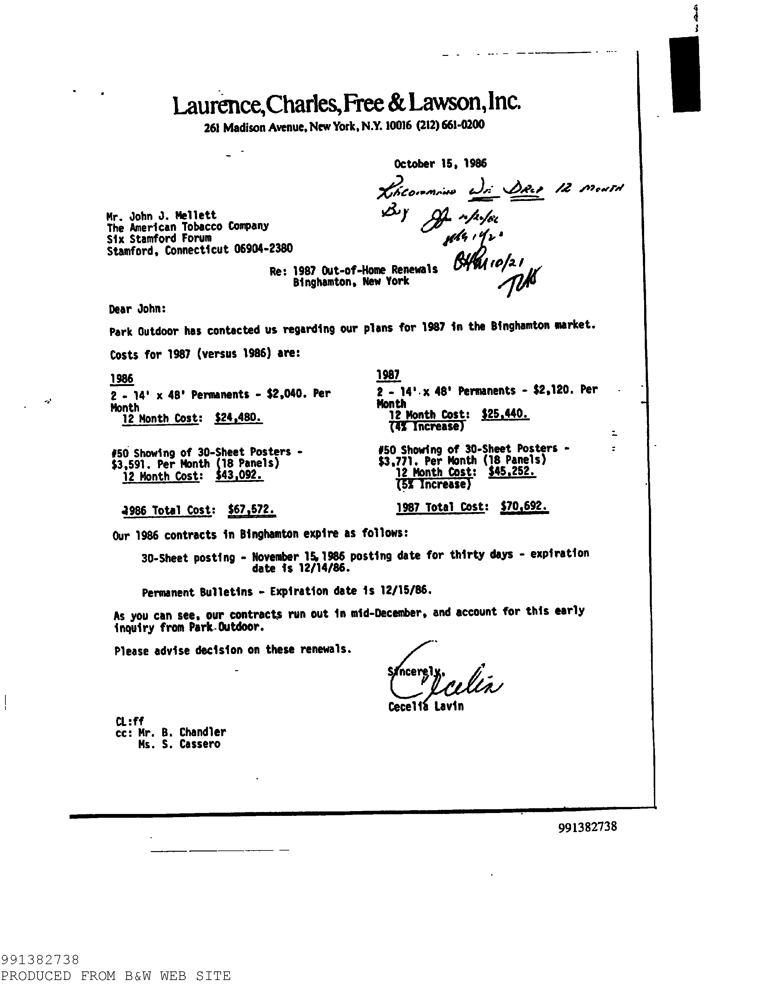 Laurence, Charles, Free & Lawson, Inc.
261 Madison Avenue, New York, N.Y. 10016 (212) 661-0200
October 15, 1986
Recommend We Drop 12 Month
Buy
10/21
Mr. John J. Mellett
The American Tobacco Company
Six Stamford Forum
Stamford, Connecticut 06904-2380
Re: 1987 Out-of-Home Renewals
Binghamton, New York
Dear John:
Park Outdoor has contacted us regarding our plans for 1987 in the Binghamton market.
Costs for 1987 (versus 1986) are:
1986
2 - 14' x 48' Permanents - $2,040. Per
Month
12 Month Cost: $24,480.
#50 Showing of 30-Sheet Posters -
$3,591. Per Month (18 Panels)
12 Month Cost: $43,092.
1986 Total Cost: $67,572.
1987
2 - 14' x 48' Permanents - $2,120. Per
Month
12 Month Cost: $25,440.
(4% Increase)
#50 Showing of 30-Sheet Posters -
$3,771. Per Month (18 Panels)
12 Month Cost: $45,252.
(5% Increase)
1987 Total Cost: $70,692.
Our 1986 contracts in Binghamton expire as follows:
30-Sheet posting - November 15, 1986 posting date for thirty days - expiration
date is 12/14/86.
Permanent Bulletins - Expiration date is 12/15/86.
As you can see, our contracts run out in mid-December, and account for this early
inquiry from Park Outdoor.
Please advise decision on these renewals.
Sincerely,
Cecelia
Cecelia Lavin
CL:ff
cc: Mr. B. Chandler
Ms. S. Cassero
991382738
991382738
PRODUCED FROM B&W WEB SITE